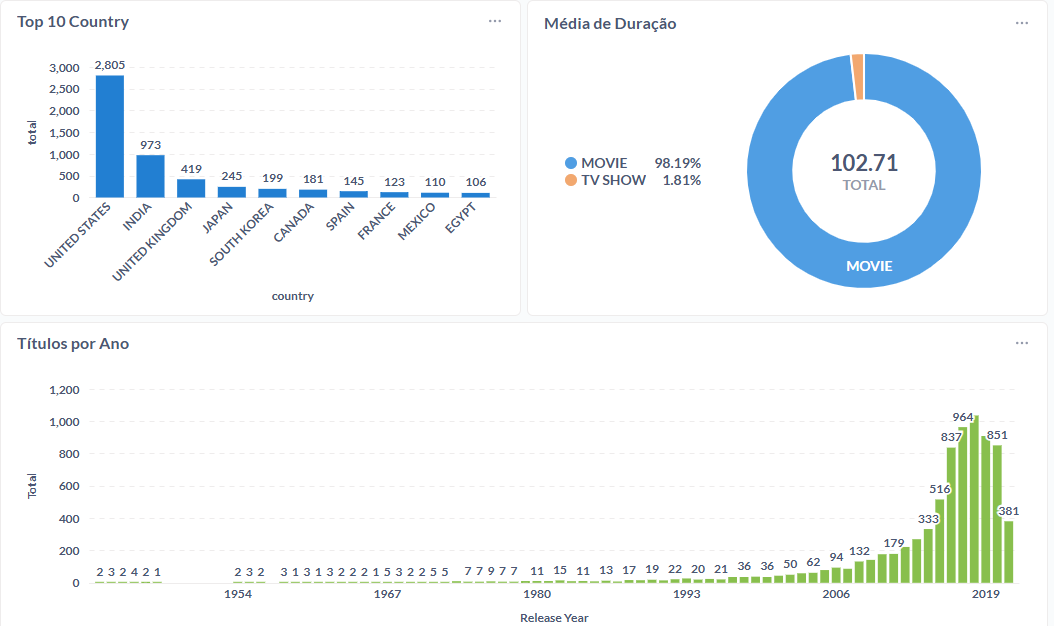 Top 10 Country
total
3,000
2,500
2,000
1,500
1,000
500
0
2,805
973
419
245
199
181
145
123
110
106
UNITED STATES
INDIA
UNITED KINGDOM
JAPAN
SOUTH KOREA
CANADA
SPAIN
FRANCE
MEXICO
EGYPT
country
Média de Duração
MOVIE 98.19%
TV SHOW 1.81%
102.71
TOTAL
MOVIE
Títulos por Ano
Total
1,200
1,000
800
600
400
200
0
2 3 2 4 2 1 2 3 2 3 1 3 1 3 2 2 2 1 5 3 2 2 5 5 7 7 9 7 7 11 15 11 13 17 19 22 20 21 36 36 50 62 94 132 179 333 516 837 964 851 381
1954 1967 1980 1993 2006 2019
Release Year